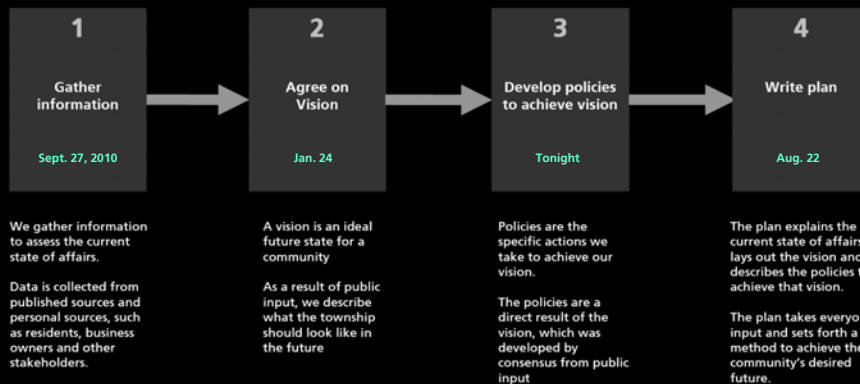 1
Gather
information
Sept. 27, 2010
We gather information
to assess the current
state of affairs.
Data is collected from
published sources and
personal sources, such
as residents, business
owners and other
stakeholders.
2
Agree on
Vision
Jan. 24
A vision is an ideal
future state for a
community
As a result of public
input, we describe
what the township
should look like in
the future
3
Develop policies
to achieve vision
Tonight
Policies are the
specific actions we
take to achieve our
vision.
The policies are a
direct result of the
vision, which was
developed by
consensus from public
input
4
Write plan
Aug. 22
The plan explains the
current state of affairs
lays out the vision and
describes the policies
achieve that vision.
The plan takes
input and sets forth a
method to achieve
community's desired
future.